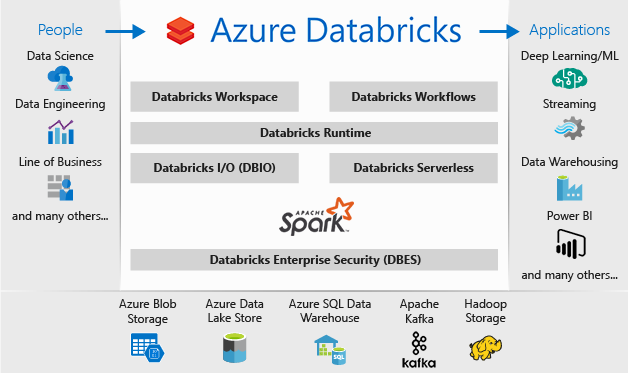 People
Azure Databricks
Applications
Data Science
Data Engineering
Line of Business
and many others...
Databricks Workspace
Databricks Workflows
Databricks Runtime
Databricks I/O (DBIO)
Databricks Serverless
APACHE
Spark™
Databricks Enterprise Security (DBES)
Deep Learning/ML
Streaming
Data Warehousing
Power BI
and many others...
Azure Blob
Storage
Azure Data
Lake Store
Azure SQL Data
Warehouse
SQL
Apache
Kafka
kafka
Hadoop
Storage